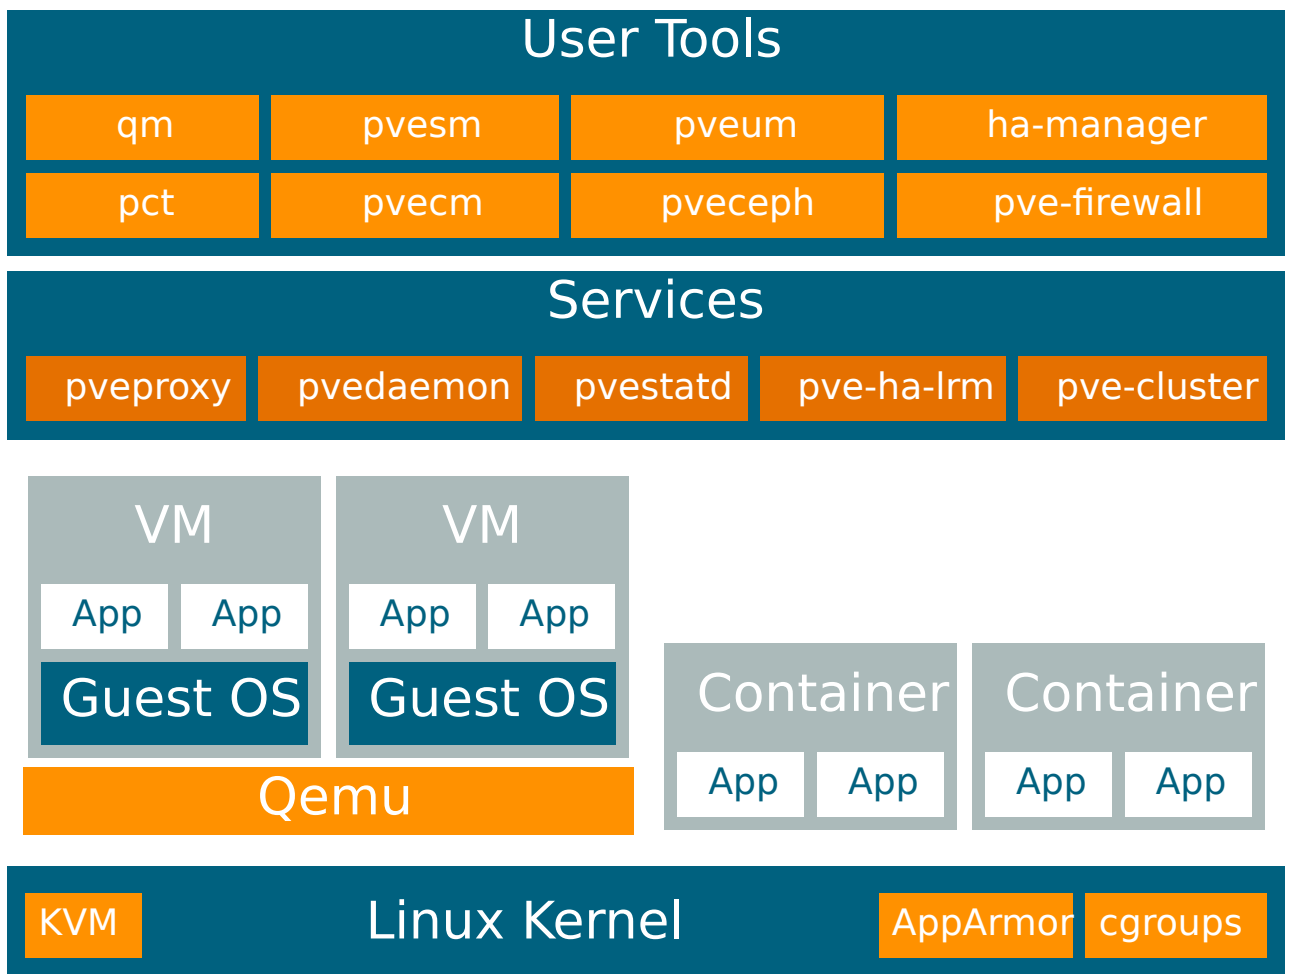 User Tools
qm pvesm pveum ha-manager
pct pvecm pveceph pve-firewall
Services
pveproxy pvedaemon pvestatd pve-ha-lrm pve-cluster
VM VM
App App App App
Guest OS Guest OS
Container Container
App App App App
Qemu
KVM Linux Kernel AppArmor cgroups